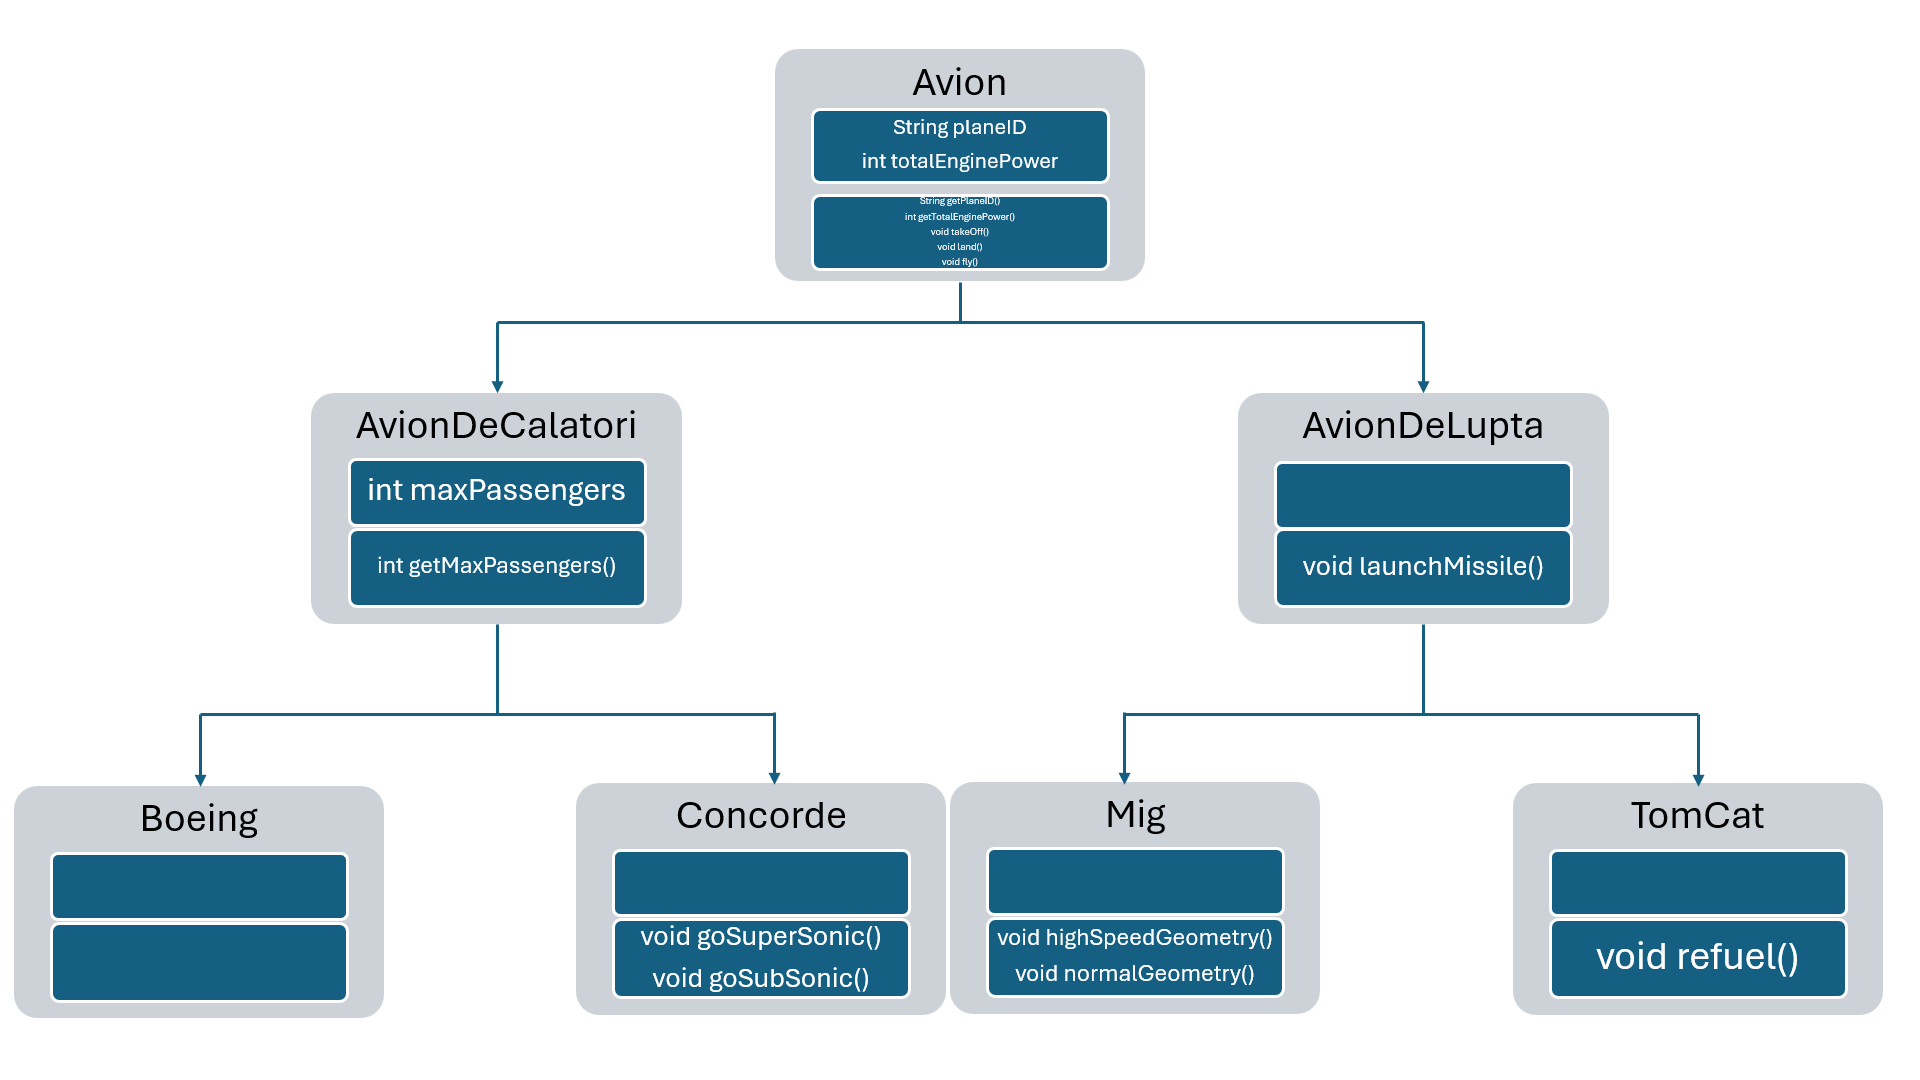 Avion
String planeID
int totalEnginePower
String getPlaneID()
int getTotalEnginePower()
void takeOff()
void land()
void fly()
AvionDeCalatori
int maxPassengers
int getMaxPassengers()
AvionDeLupta
void launchMissile()
Boeing
Concorde
void goSuperSonic()
void goSubSonic()
Mig
void highSpeedGeometry()
void normalGeometry()
TomCat
void refuel()